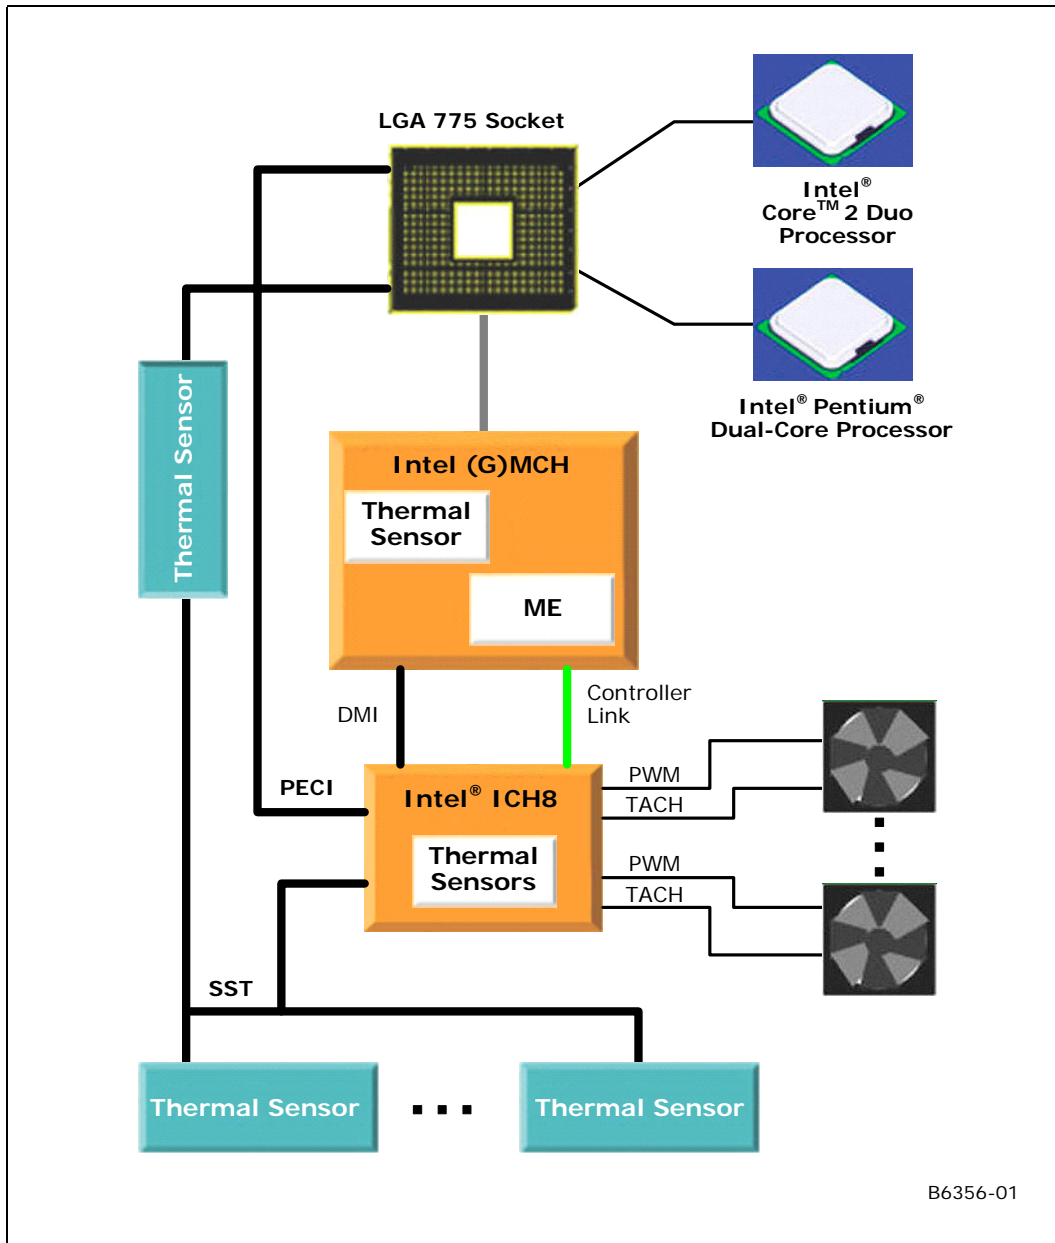 LGA 775 Socket
Intel®
Core™ 2 Duo
Processor
Intel® Pentium®
Dual-Core Processor
Thermal Sensor
Intel (G)MCH
Thermal
Sensor
ME
DMI
Controller
Link
PECI
Intel® ICH8
Thermal
Sensors
PWM
TACH
PWM
TACH
SST
Thermal Sensor
Thermal Sensor
B6356-01